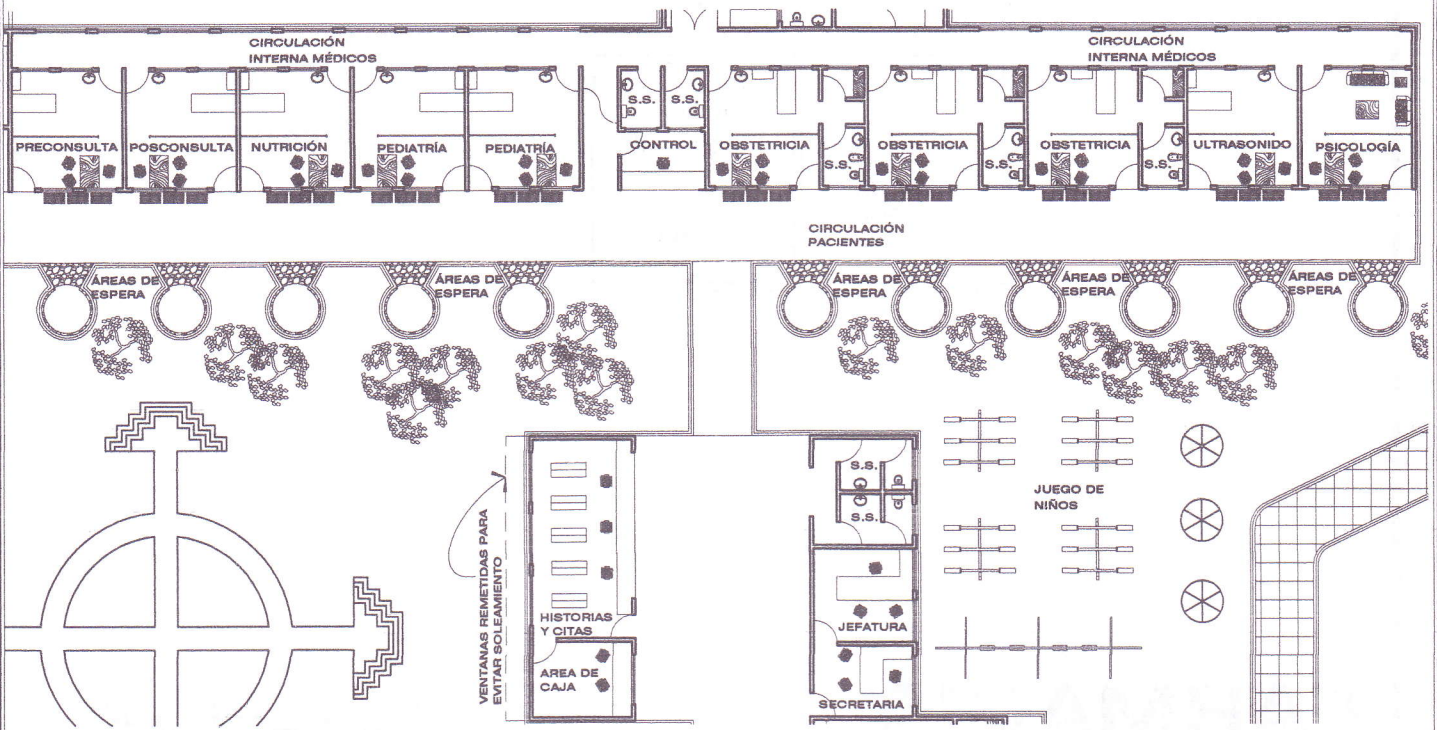 CIRCULACIÓN
INTERNA MÉDICOS
CIRCULACIÓN
INTERNA MÉDICOS
S.S.
S.S.
PRECONSULTA
POSCONSULTA
NUTRICIÓN
PEDIATRÍA
PEDIATRÍA
CONTROL
OBSTETRICIA
S.S.
OBSTETRICIA
S.S.
OBSTETRICIA
S.S.
ULTRASONIDO
PSICOLOGÍA
CIRCULACIÓN
PACIENTES
ÁREAS DE
ESPERA
ÁREAS DE
ESPERA
ÁREAS DE
ESPERA
ÁREAS DE
ESPERA
ÁREAS DE
ESPERA
VENTANAS REMETIDAS PARA
EVITAR SOLEAMIENTO
HISTORIAS
Y CITAS
AREA DE
CAJA
S.S.
S.S.
JEFATURA
SECRETARIA
JUEGO DE
NIÑOS